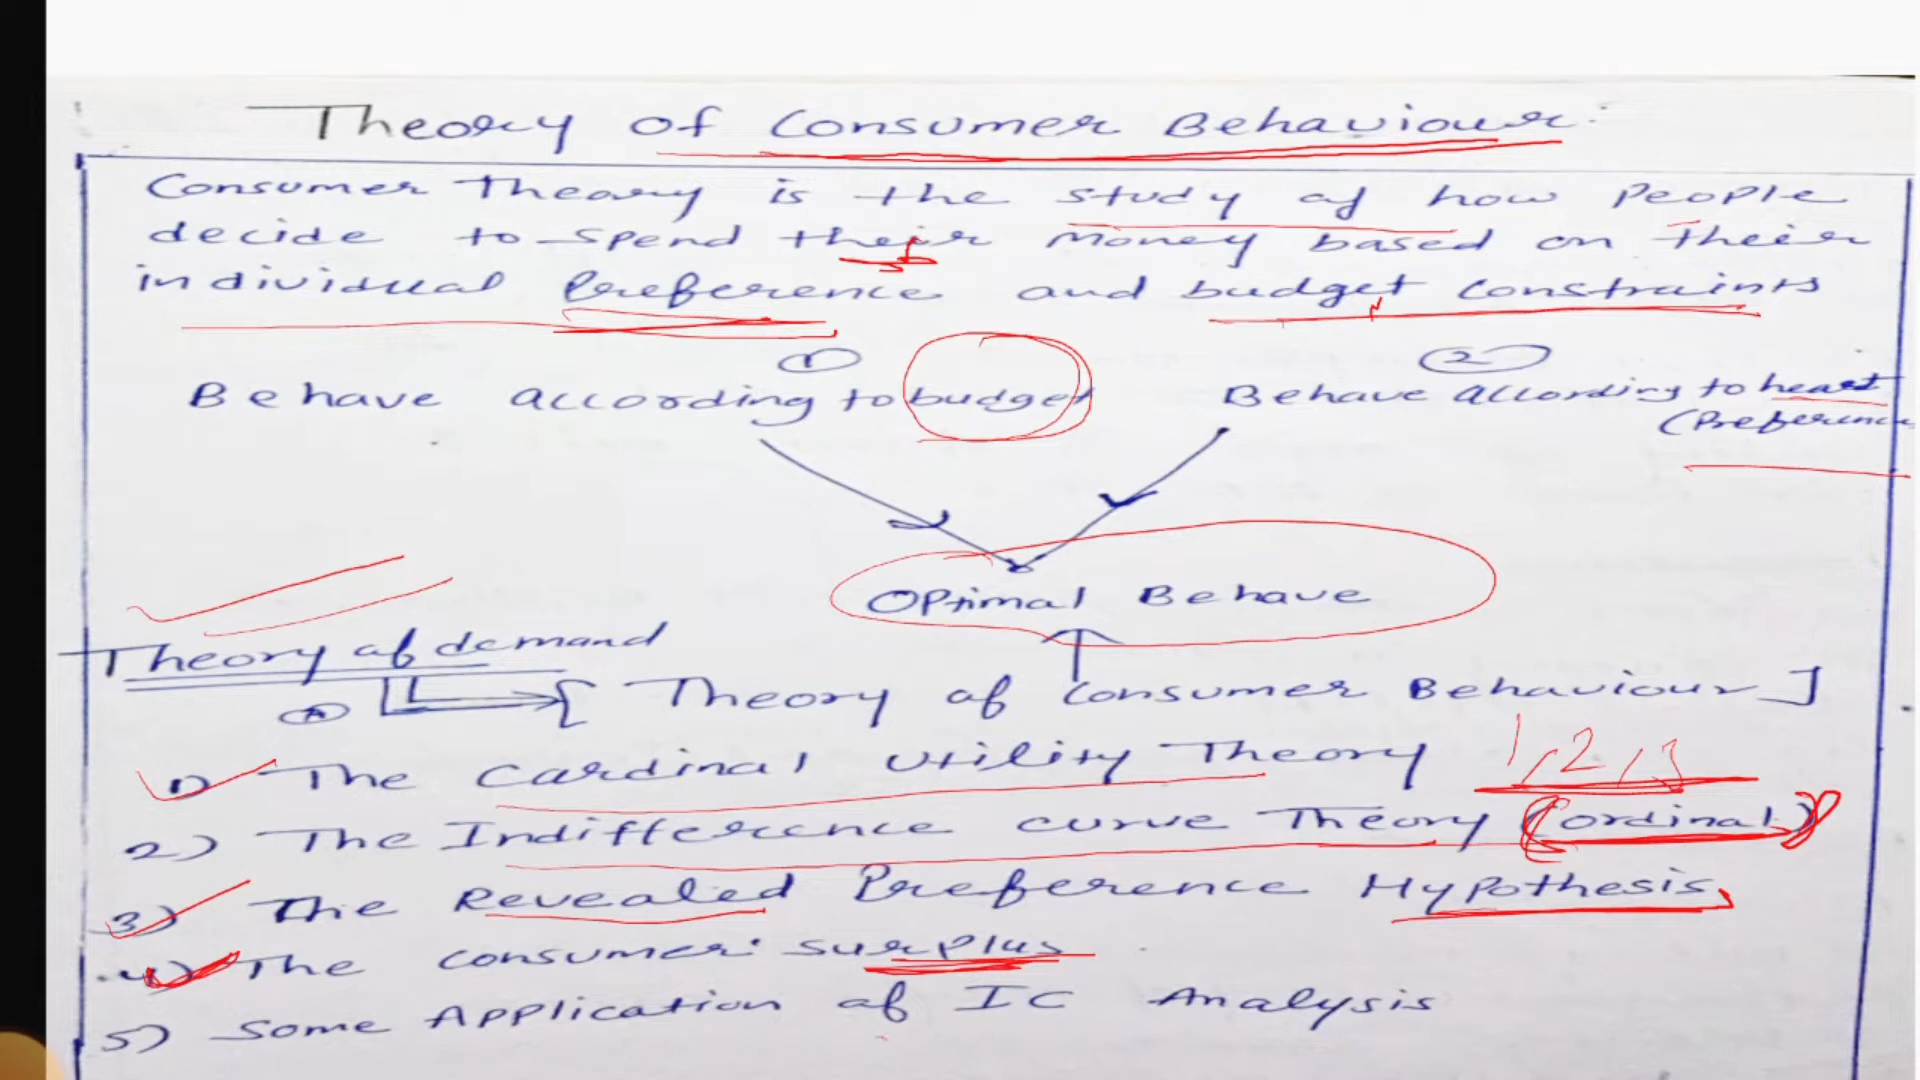 Theory of Consumer Behaviour
Consumer Theory is the study of how People
decide to spend their money based on their
individual Preference and budget constraints
1 2
Behave according to budget Behave according to heart
(Preference
Optimal Behave
Theory of demand
A { Theory of Consumer Behaviour ]
1) The Cardinal Utility Theory 1, 2, 3
2) The Indifference curve Theory (ordinal)
3) The Revealed Preference Hypothesis,
4) The consumer surplus
5) Some Application of IC Analysis